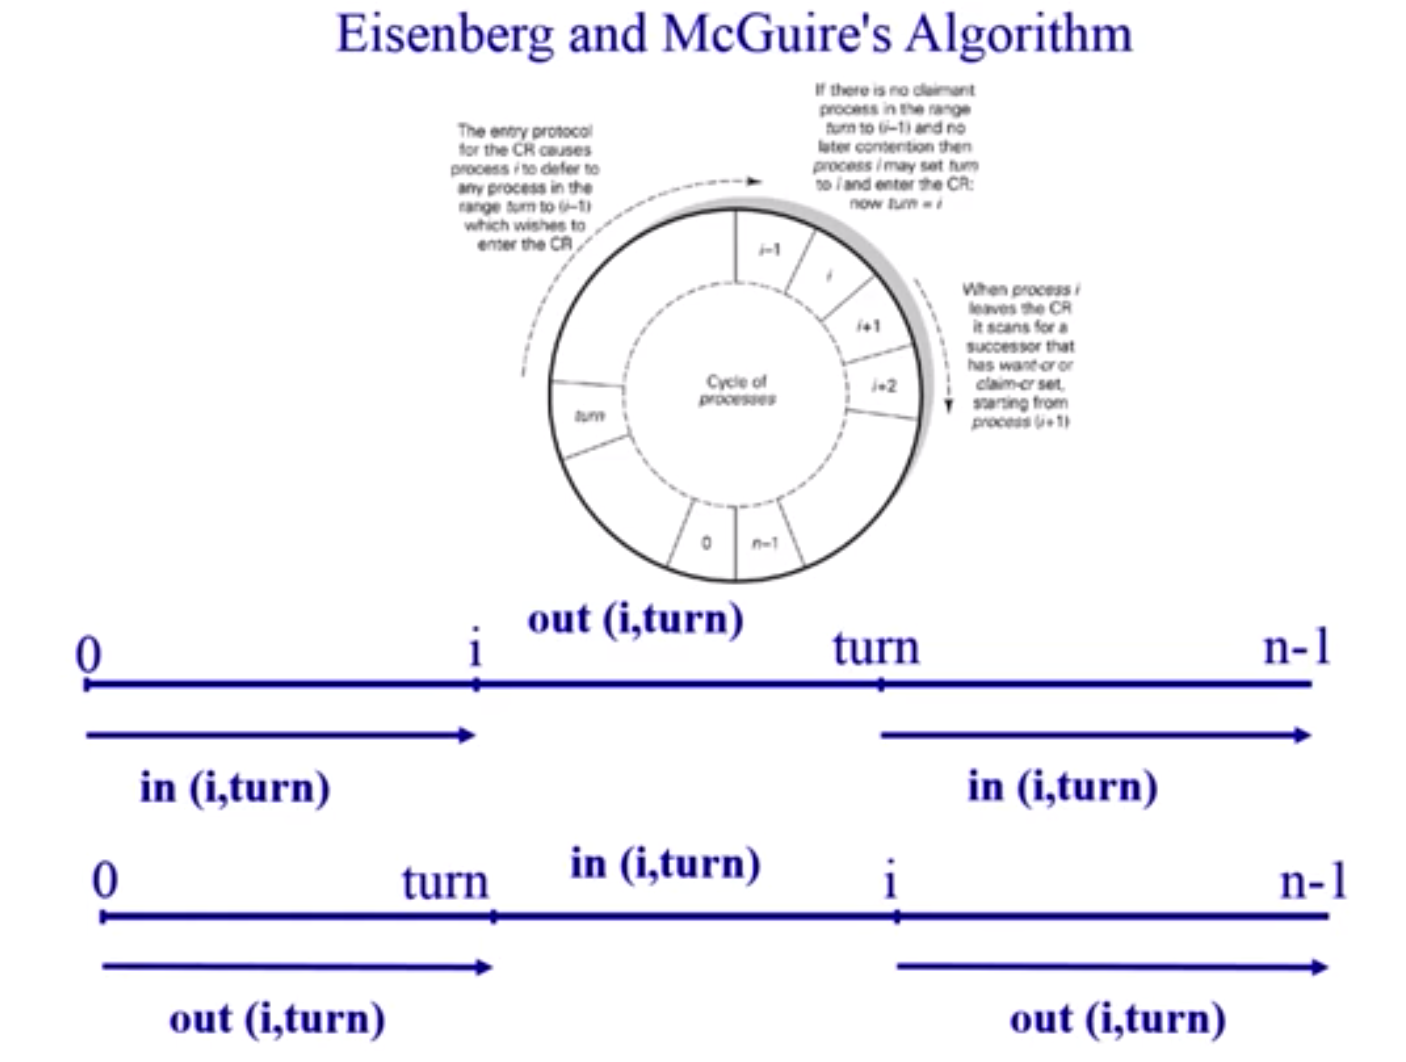 Eisenberg and McGuire's Algorithm
The entry protocol
for the CR causes
process i to defer to
any process in the
range turn to (i–1)
which wishes to
enter the CR
If there is no claimant
process in the range
turn to (i–1) and no
later contention then
process i may set turn
to i and enter the CR:
now turn = i
i–1
i
i+1
i+2
When process i
leaves the CR
it scans for a
successor that
has want-cr or
claim-cr set,
starting from
process (i+1)
Cycle of
processes
turn
0
n–1
out (i,turn)
0 i turn n-1
in (i,turn) in (i,turn)
in (i,turn)
0 turn i n-1
out (i,turn) out (i,turn)